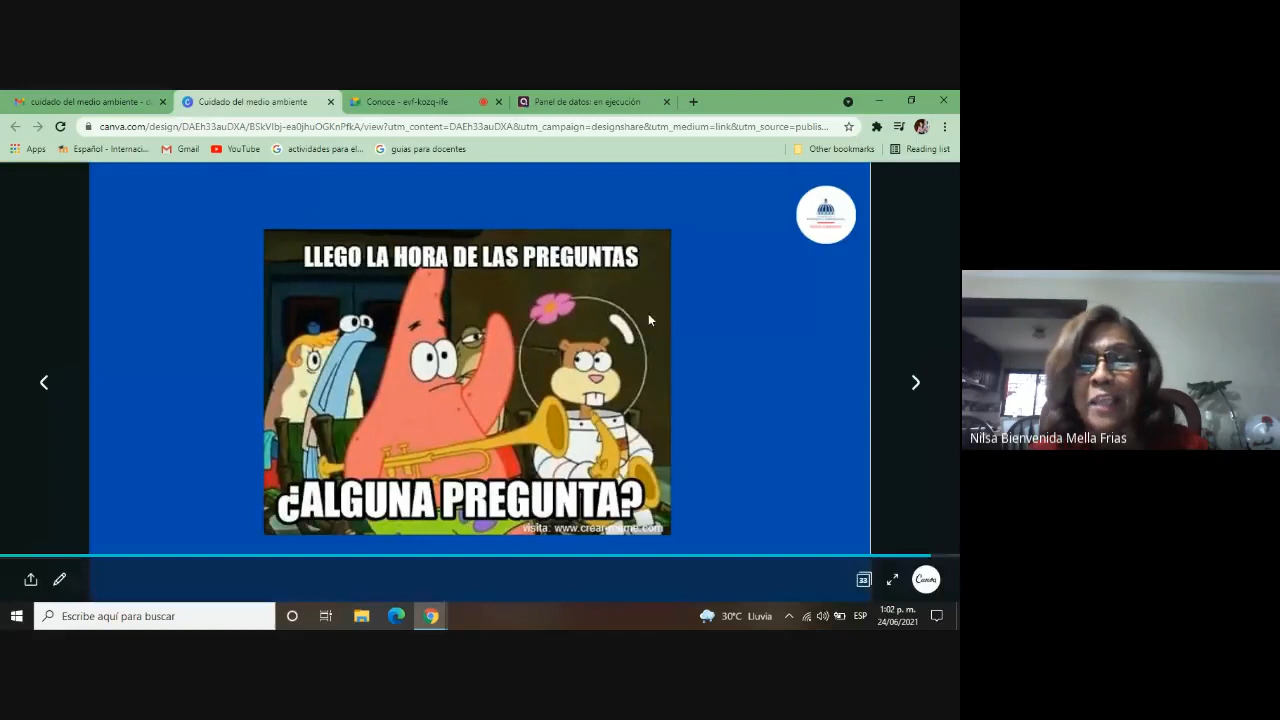 cuidado del medio ambiente - d
Cuidado del medio ambiente
Conoce - evf-kozq-ife
Panel de datos: en ejecución
canva.com/design/DAEh33auDXA/BSkVIbj-ea0jhuOGKnPfkA/view?utm_content=DAEh33auDXA&utm_campaign=designshare&utm_medium=link&utm_source=publis...
Apps
Español - Internaci...
Gmail
YouTube
actividades para el...
guias para docentes
Other bookmarks
Reading list
LLEGO LA HORA DE LAS PREGUNTAS
¿ALGUNA PREGUNTA?
visita: www.crear-meme.com
Nilsa Bienvenida Mella Frias
33
Canva
Escribe aquí para buscar
30°C Lluvia
ESP
1:02 p. m.
24/06/2021